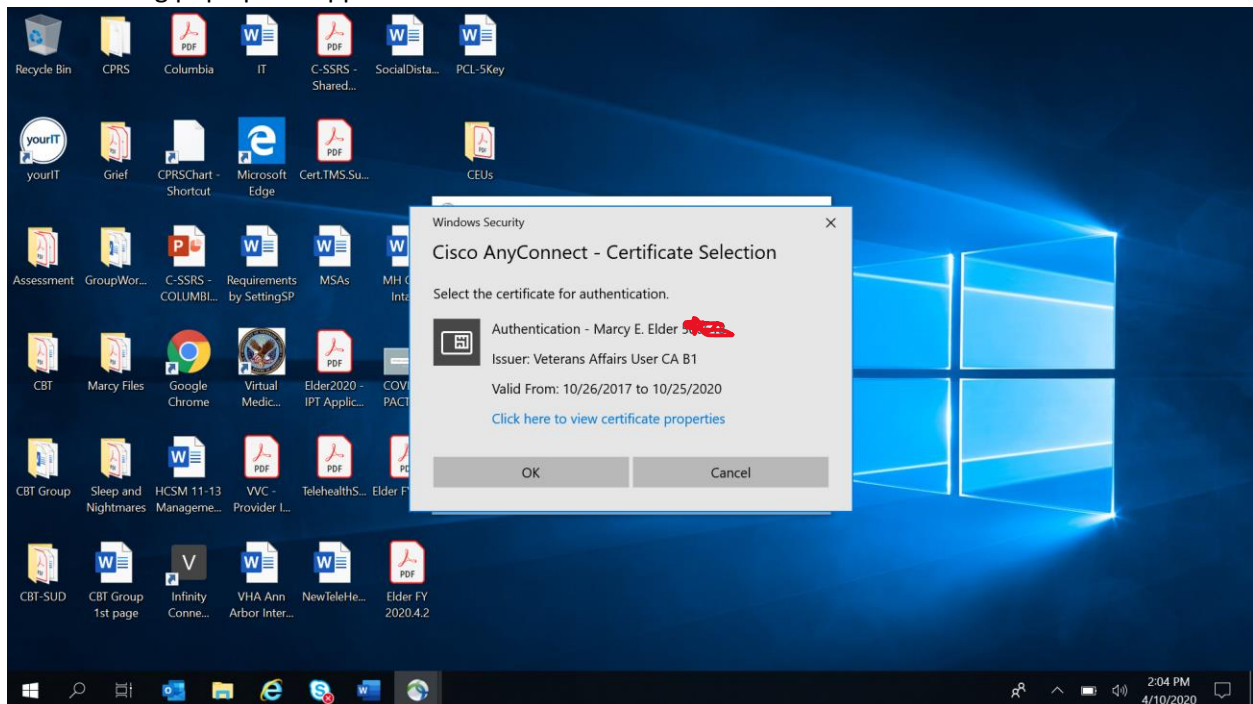 Recycle Bin
CPRS
Columbia
IT
C-SSRS -
Shared...
SocialDista...
PCL-5Key
yourIT
Grief
CPRSChart -
Shortcut
Microsoft
Edge
Cert.TMS.Su...
CEUs
Windows Security
Cisco AnyConnect - Certificate Selection
Select the certificate for authentication.
Authentication - Marcy E. Elder
Issuer: Veterans Affairs User CA B1
Valid From: 10/26/2017 to 10/25/2020
Click here to view certificate properties
OK
Cancel
Assessment
GroupWor...
C-SSRS -
COLUMBI...
Requirements
by SettingSP
MSAs
MH
CBT
Marcy Files
Google
Chrome
Virtual
Medic...
Elder2020 -
IPT Applic...
PACT
CBT Group
Sleep and
Nightmares
HCSM 11-13
Manageme...
VVC -
Provider I...
TelehealthS...
Elder
CBT-SUD
CBT Group
1st page
Infinity
Conne...
VHA Ann
Arbor Inter...
NewTeleHe...
Elder FY
2020.4.2
2:04 PM
4/10/2020